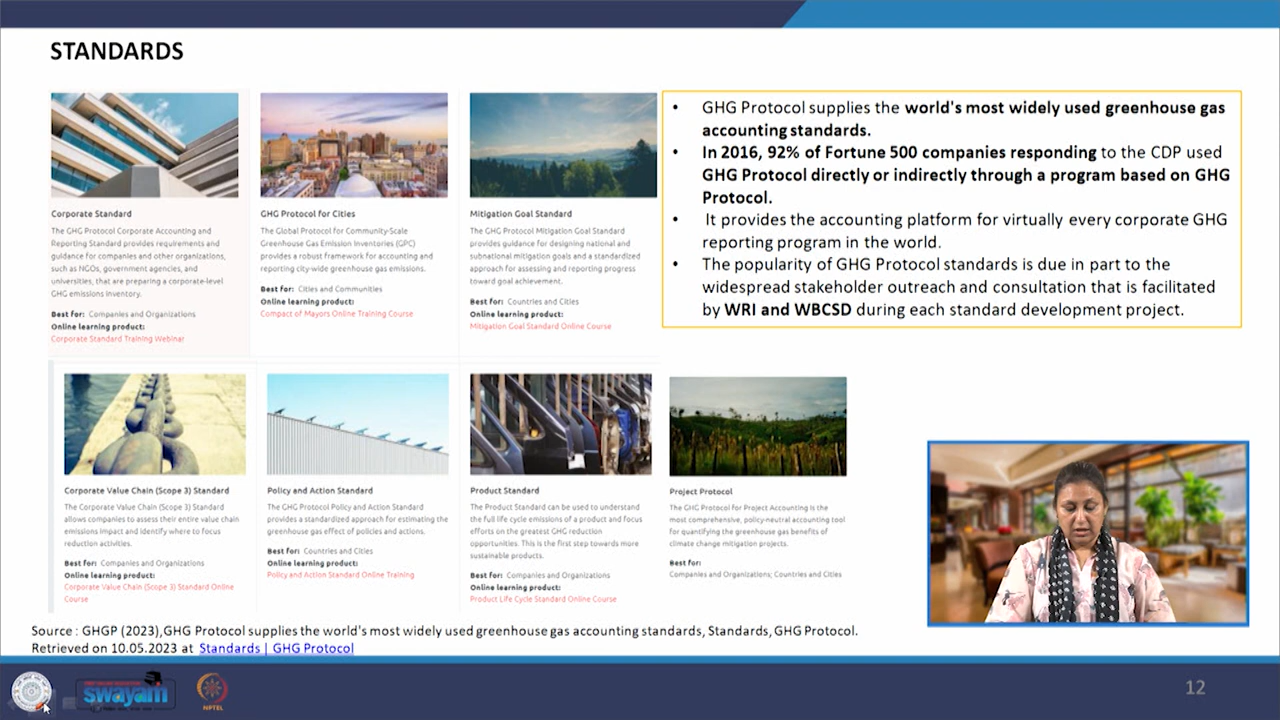 STANDARDS
Corporate Standard
The GHG Protocol Corporate Accounting and
Reporting Standard provides requirements and
guidance for companies and other organizations,
such as NGOs, government agencies, and
universities, that are preparing a corporate-level
GHG emissions inventory.
Best for: Companies and Organizations
Online learning product:
Corporate Standard Training Webinar
GHG Protocol for Cities
The Global Protocol for Community-Scale
Greenhouse Gas Emission Inventories (GPC)
provides a robust framework for accounting and
reporting city-wide greenhouse gas emissions.
Best for: Cities and Communities
Online learning product:
Compact of Mayors Online Training Course
Mitigation Goal Standard
The GHG Protocol Mitigation Goal Standard
provides guidance for designing national and
subnational mitigation goals and a standardized
approach for assessing and reporting progress
toward goal achievement.
Best for: Countries and Cities
Online learning product:
Mitigation Goal Standard Online Course
• GHG Protocol supplies the world's most widely used greenhouse gas
accounting standards.
• In 2016, 92% of Fortune 500 companies responding to the CDP used
GHG Protocol directly or indirectly through a program based on GHG
Protocol.
• It provides the accounting platform for virtually every corporate GHG
reporting program in the world.
• The popularity of GHG Protocol standards is due in part to the
widespread stakeholder outreach and consultation that is facilitated
by WRI and WBCSD during each standard development project.
Corporate Value Chain (Scope 3) Standard
The Corporate Value Chain (Scope 3) Standard
allows companies to assess their entire value chain
emissions impact and identify where to focus
reduction activities.
Best for: Companies and Organizations
Online learning product:
Corporate Value Chain (Scope 3) Standard Online
Course
Policy and Action Standard
The GHG Protocol Policy and Action Standard
provides a standardized approach for estimating the
greenhouse gas effect of policies and actions.
Best for: Countries and Cities
Online learning product:
Policy and Action Standard Online Training
Product Standard
The Product Standard can be used to understand
the full life cycle emissions of a product and focus
efforts on the greatest GHG reduction
opportunities. This is the first step towards more
sustainable products.
Best for: Companies and Organizations
Online learning product:
Product Life Cycle Standard Online Course
Project Protocol
The GHG Protocol for Project Accounting is the
most comprehensive, policy-neutral accounting tool
for quantifying the greenhouse gas benefits of
climate change mitigation projects.
Best for:
Companies and Organizations; Countries and Cities
Source : GHGP (2023),GHG Protocol supplies the world's most widely used greenhouse gas accounting standards, Standards, GHG Protocol.
Retrieved on 10.05.2023 at Standards | GHG Protocol
swayam
NPTEL
12